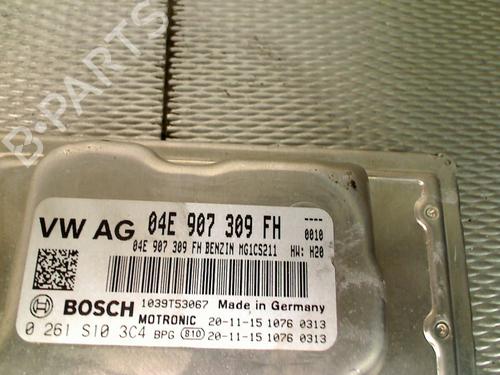 B-PARTS
VW AG 04E 907 309 FH ----
04E 907 309 FH BENZIN MG1CS211 0010
HW: H20
BOSCH 1039T53067 Made in Germany
MOTRONIC 20-11-15 1076 0313
0 261 S10 3C4 BPG S10 20-11-15 1076 0313